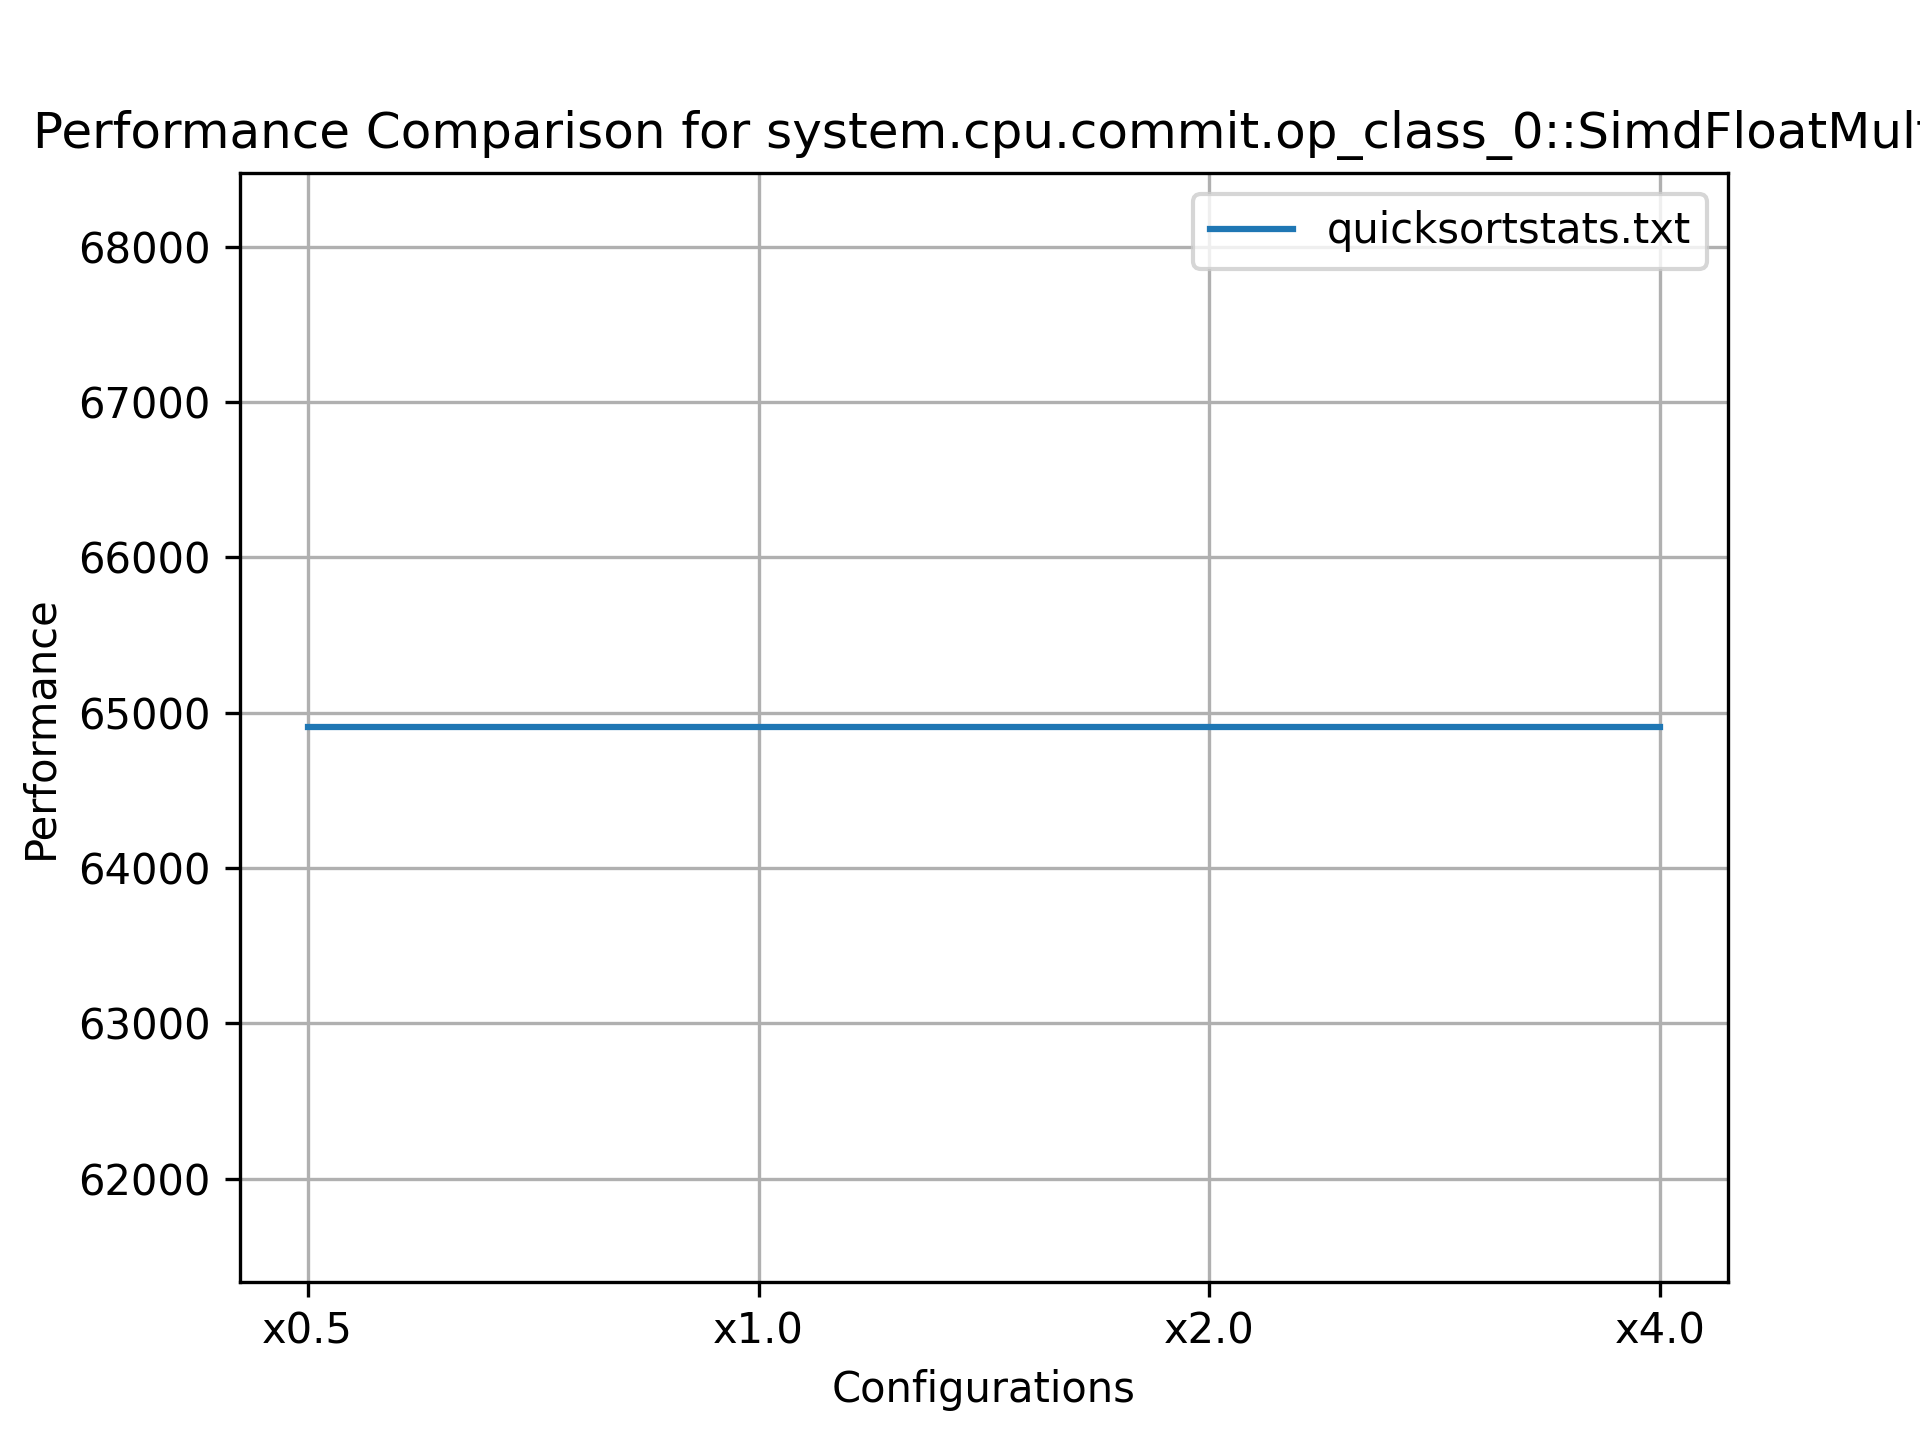 Performance Comparison for system.cpu.commit.op_class_0::SimdFloatMul
quicksortstats.txt
68000
67000
66000
65000
64000
63000
62000
Performance
x0.5 x1.0 x2.0 x4.0
Configurations